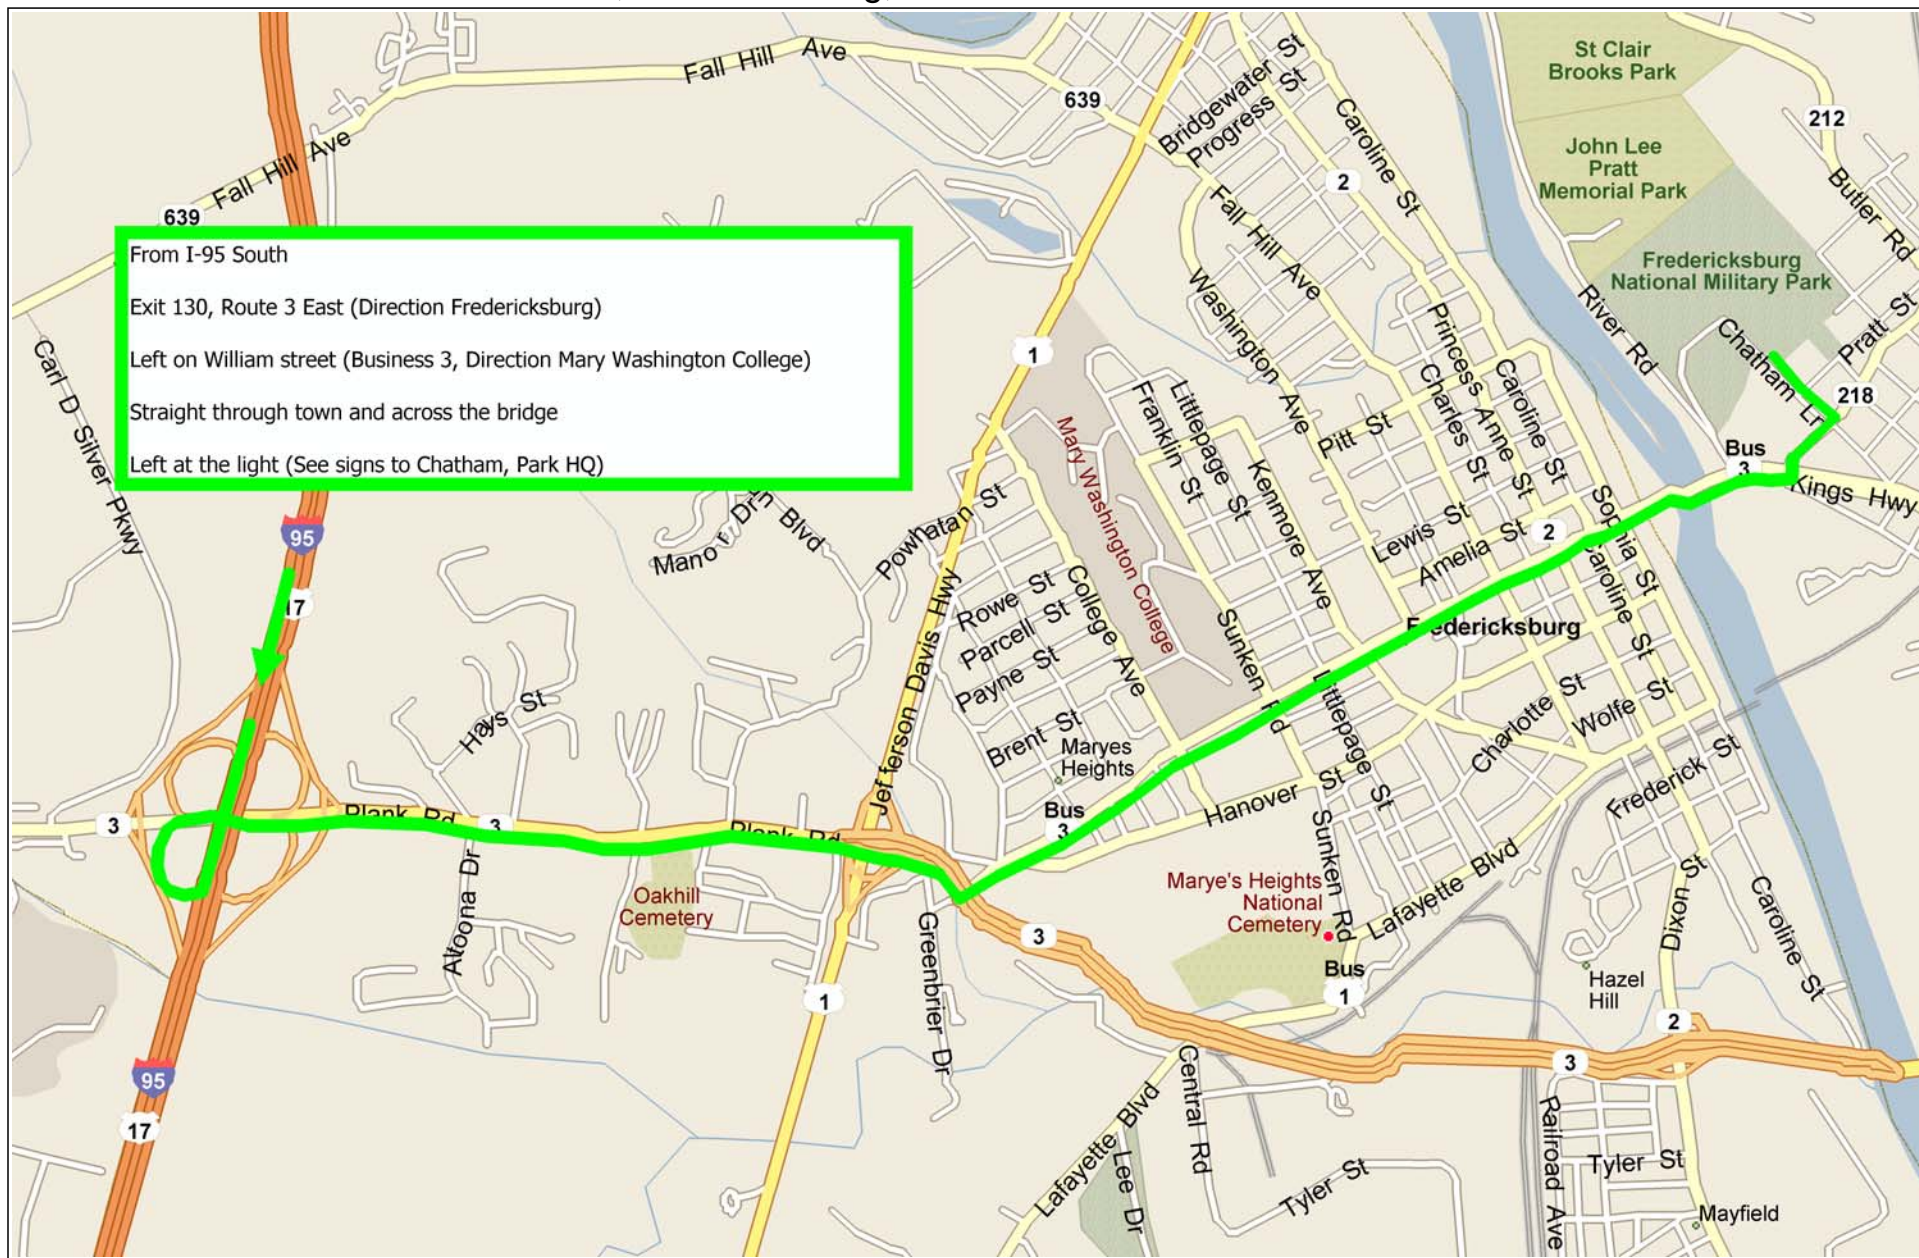 Fall Hill Ave
639
Bridgewater St
Progress St
Caroline St
2
St Clair
Brooks Park
212
John Lee
Pratt
Memorial Park
Butler Rd
Fall Hill Ave
639
Fall Hill Ave
Washington Ave
Fredericksburg
National Military Park
River Rd
Pratt St
From I-95 South
Exit 130, Route 3 East (Direction Fredericksburg)
Left on William street (Business 3, Direction Mary Washington College)
Straight through town and across the bridge
Left at the light (See signs to Chatham, Park HQ)
Carl D Silver Pkwy
1
Princess Anne St
Charles St
Caroline St
Chatham Ln
218
Franklin St
Littlepage St
Mary Washington College
Kenmore Ave
Pitt St
Bus
3
Kings Hwy
95
17
Manor Dr
Blvd
Powhatan St
Lewis St
Amelia St
2
Sophia St
Caroline St
Rowe St
Parcell St
Payne St
College Ave
Sunken Rd
Fredericksburg
Hays St
Jefferson Davis Hwy
Brent St
Maryes
Heights
Littlepage St
Charlotte St
Wolfe St
Frederick St
3
Plank Rd
3
Plank Rd
Bus
3
Hanover St
Sunken Rd
Altoona Dr
Oakhill
Cemetery
Greenbrier Dr
3
Marye's Heights
National
Cemetery
Lafayette Blvd
Dixon St
Caroline St
Bus
1
Hazel
Hill
1
2
3
95
17
Lafayette Blvd
Lee Dr
Central Rd
Tyler St
Railroad Ave
Tyler St
Mayfield